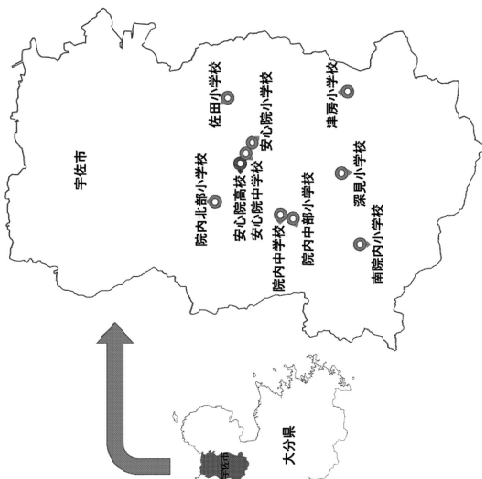 宇佐市
佐田小学校
安心院小学校
院内北部小学校
安心院高校
安心院中学校
院内中学校
院内中部小学校
津房小学校
深見小学校
南院内小学校
大分県
宇佐市